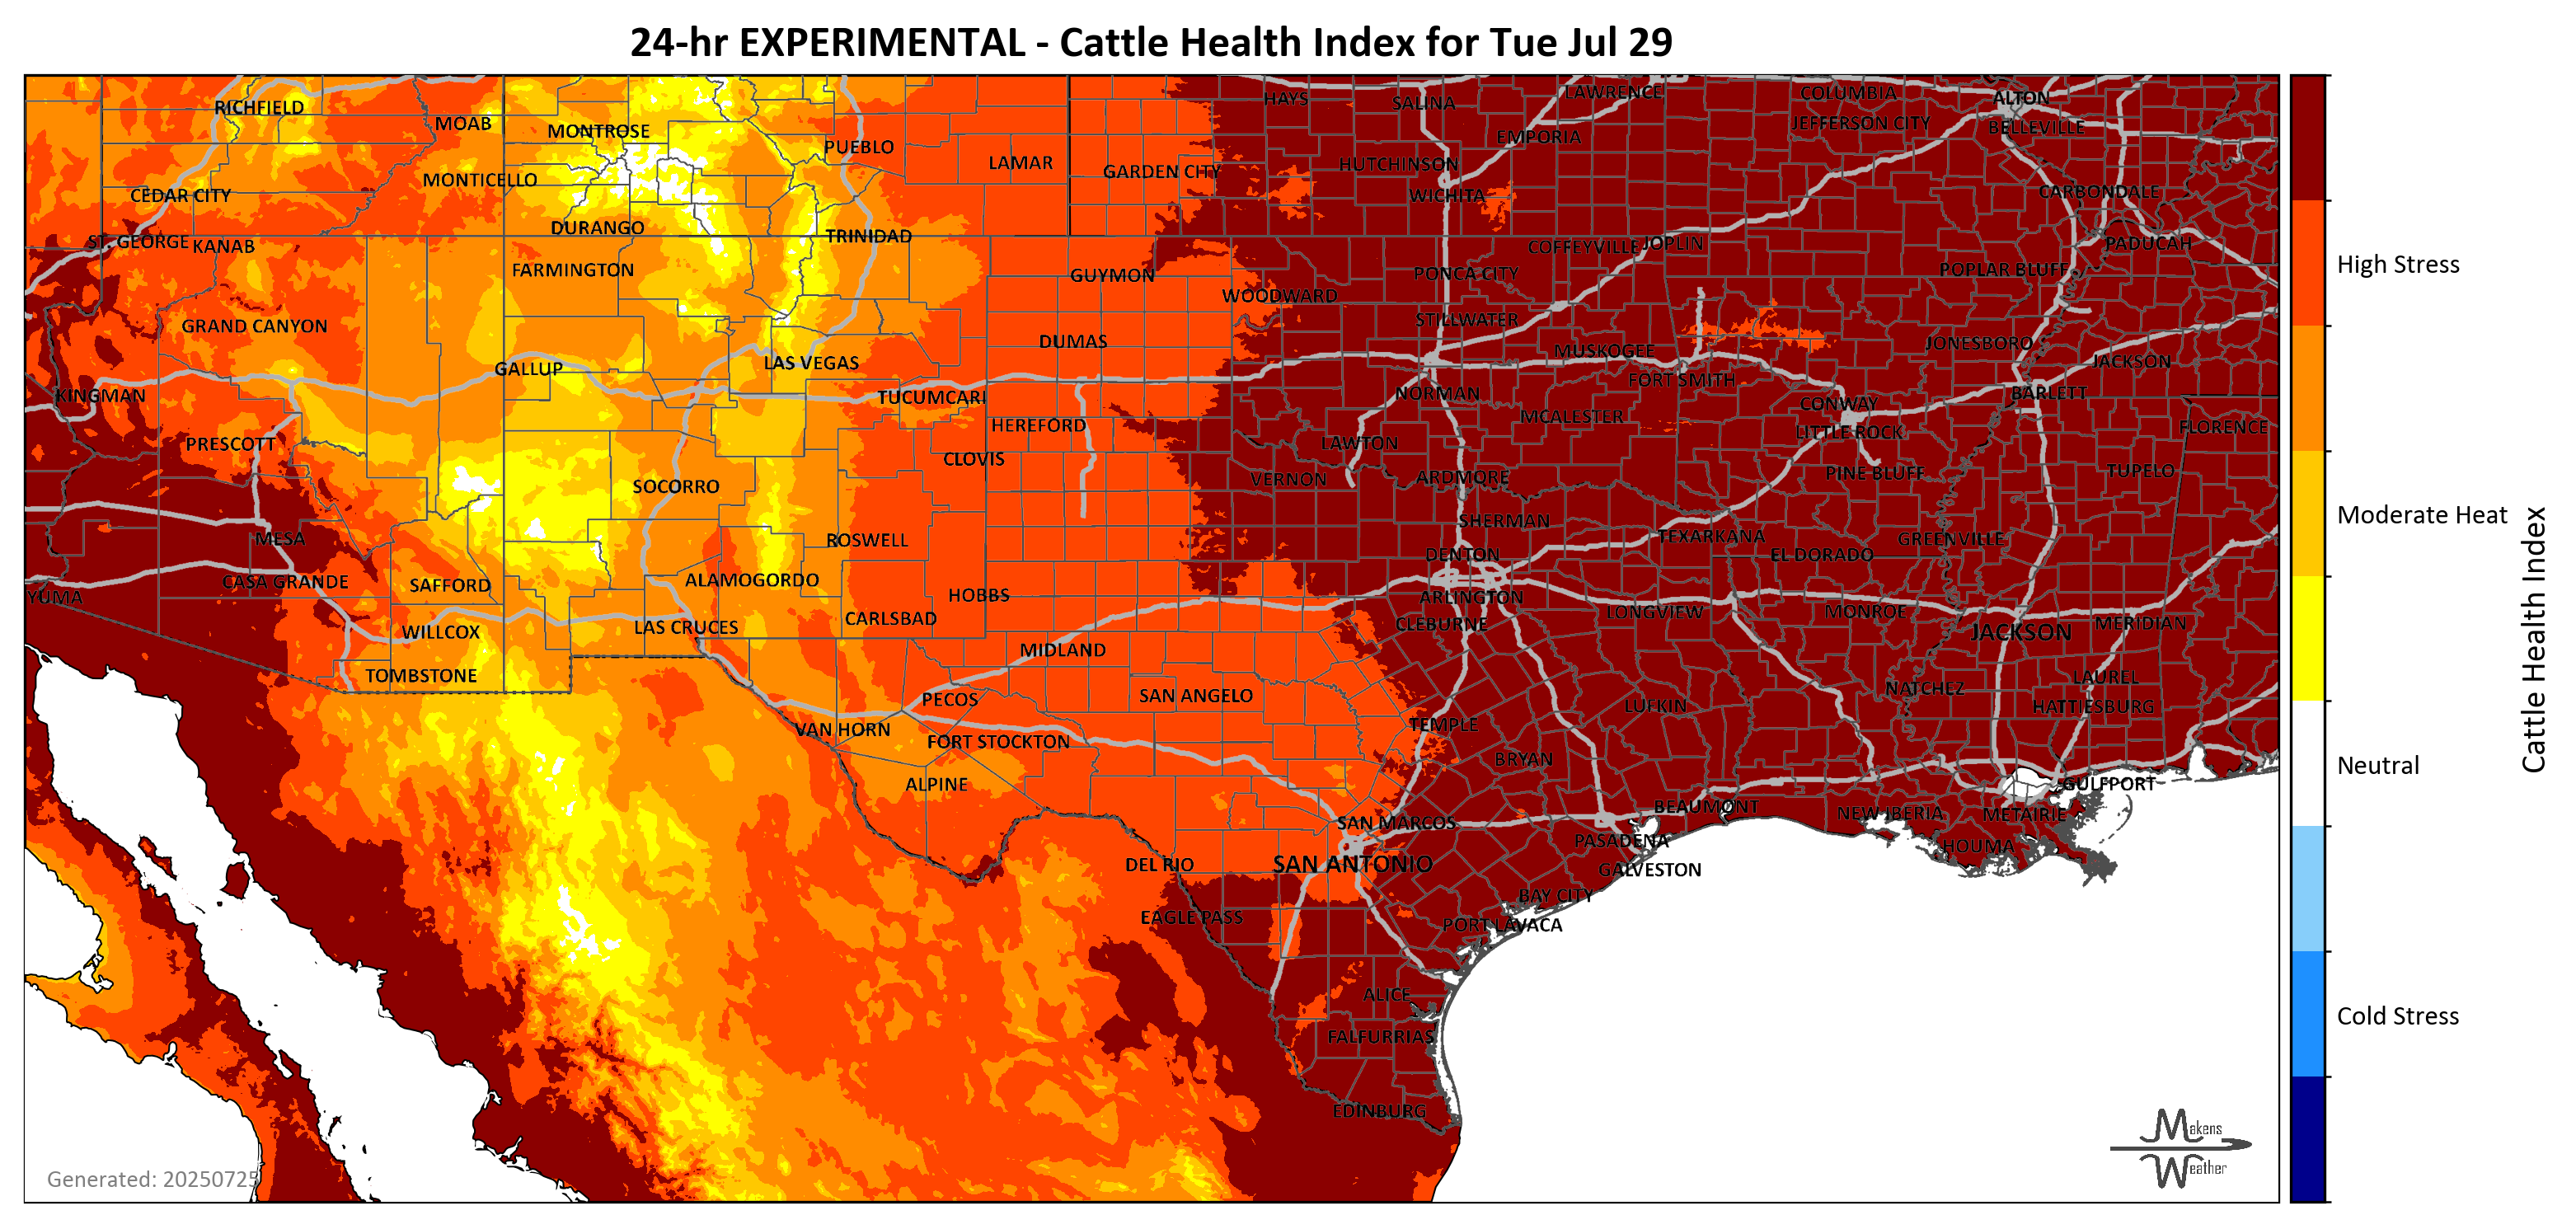 24-hr EXPERIMENTAL - Cattle Health Index for Tue Jul 29
RICHFIELD
MOAB
MONTROSE
PUEBLO
LAMAR
GARDEN CITY
HAYS
SALINA
LAWRENCE
EMPORIA
COLUMBIA
JEFFERSON CITY
ALTON
BELLEVILLE
HUTCHINSON
WICHITA
CEDAR CITY
MONTICELLO
CARBONDALE
DURANGO
TRINIDAD
ST. GEORGE
KANAB
COFFEYVILLE
JOPLIN
PADUCAH
High Stress
FARMINGTON
GUYMON
PONCA CITY
POPLAR BLUFF
WOODWARD
GRAND CANYON
STILLWATER
DUMAS
MUSKOGEE
JONESBORO
JACKSON
GALLUP
LAS VEGAS
FORT SMITH
KINGMAN
TUCUMCARI
NORMAN
CONWAY
BARLETT
MCALESTER
HEREFORD
LITTLE ROCK
FLORENCE
PRESCOTT
LAWTON
CLOVIS
VERNON
ARDMORE
PINE BLUFF
TUPELO
SOCORRO
SHERMAN
Moderate Heat
MESA
ROSWELL
TEXARKANA
GREENVILLE
DENTON
EL DORADO
CASA GRANDE
SAFFORD
ALAMOGORDO
YUMA
HOBBS
ARLINGTON
LONGVIEW
MONROE
CARLSBAD
CLEBURNE
WILLCOX
LAS CRUCES
JACKSON
MERIDIAN
MIDLAND
TOMBSTONE
LAUREL
PECOS
SAN ANGELO
NATCHEZ
LUFKIN
HATTIESBURG
VAN HORN
TEMPLE
FORT STOCKTON
BRYAN
Neutral
ALPINE
GULFPORT
BEAUMONT
NEW IBERIA
METAIRIE
SAN MARCOS
PASADENA
HOUMA
DEL RIO
SAN ANTONIO
GALVESTON
BAY CITY
EAGLE PASS
PORT LAVACA
ALICE
Cold Stress
FALFURRIAS
EDINBURG
Cattle Health Index
Makens
Weather
Generated: 20250725